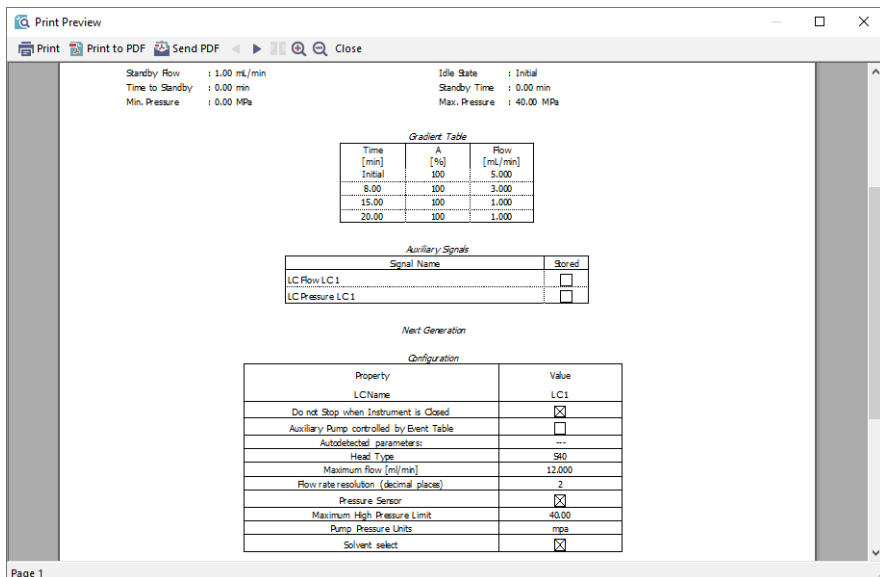 Print Preview
Print Print to PDF Send PDF Close
Standby Flow : 1.00 mL/min Idle State : Initial
Time to Standby : 0.00 min Standby Time : 0.00 min
Min. Pressure : 0.00 MPa Max. Pressure : 40.00 MPa
Gradient Table
Time A Flow
[min] [%] [mL/min]
Initial 100 5.000
8.00 100 3.000
15.00 100 1.000
20.00 100 1.000
Auxiliary Signals
Signal Name Stored
LC Flow LC1
LC Pressure LC1
Next Generation
Configuration
Property Value
LC Name LC1
Do not Stop when Instrument is Closed
Auxiliary Pump controlled by Event Table
Autodetected parameters: ---
Head Type S40
Maximum flow [ml/min] 12.000
Flow rate resolution (decimal places) 2
Pressure Sensor
Maximum High Pressure Limit 40.00
Pump Pressure Units mpa
Solvent select
Page 1